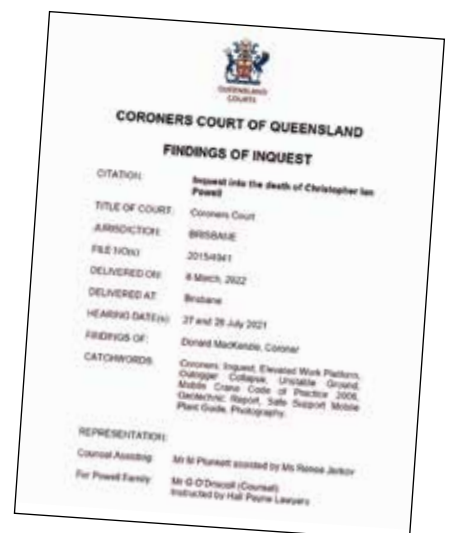 QUEENSLAND
COURTS
CORONERS COURT OF QUEENSLAND
FINDINGS OF INQUEST
CITATION: Inquest into the death of Christopher Ian
Powell
TITLE OF COURT: Coroners Court
JURISDICTION: BRISBANE
FILE NO(s): 2015/4941
DELIVERED ON: 8 March, 2022
DELIVERED AT: Brisbane
HEARING DATE(s): 27 and 28 July 2021
FINDINGS OF: Donald MacKenzie, Coroner
CATCHWORDS: Coroners: Inquest, Elevated Work Platform,
Outrigger Collapse, Unstable Ground,
Mobile Crane Code of Practice 2006,
Geotechnic Report, Safe Support Mobile
Plant Guide, Photography.
REPRESENTATION:
Counsel Assisting: Mr M Plunkett assisted by Ms Renee Jerkov
For Powell Family: Mr G O'Driscoll (Counsel)
Instructed by Hall Payne Lawyers